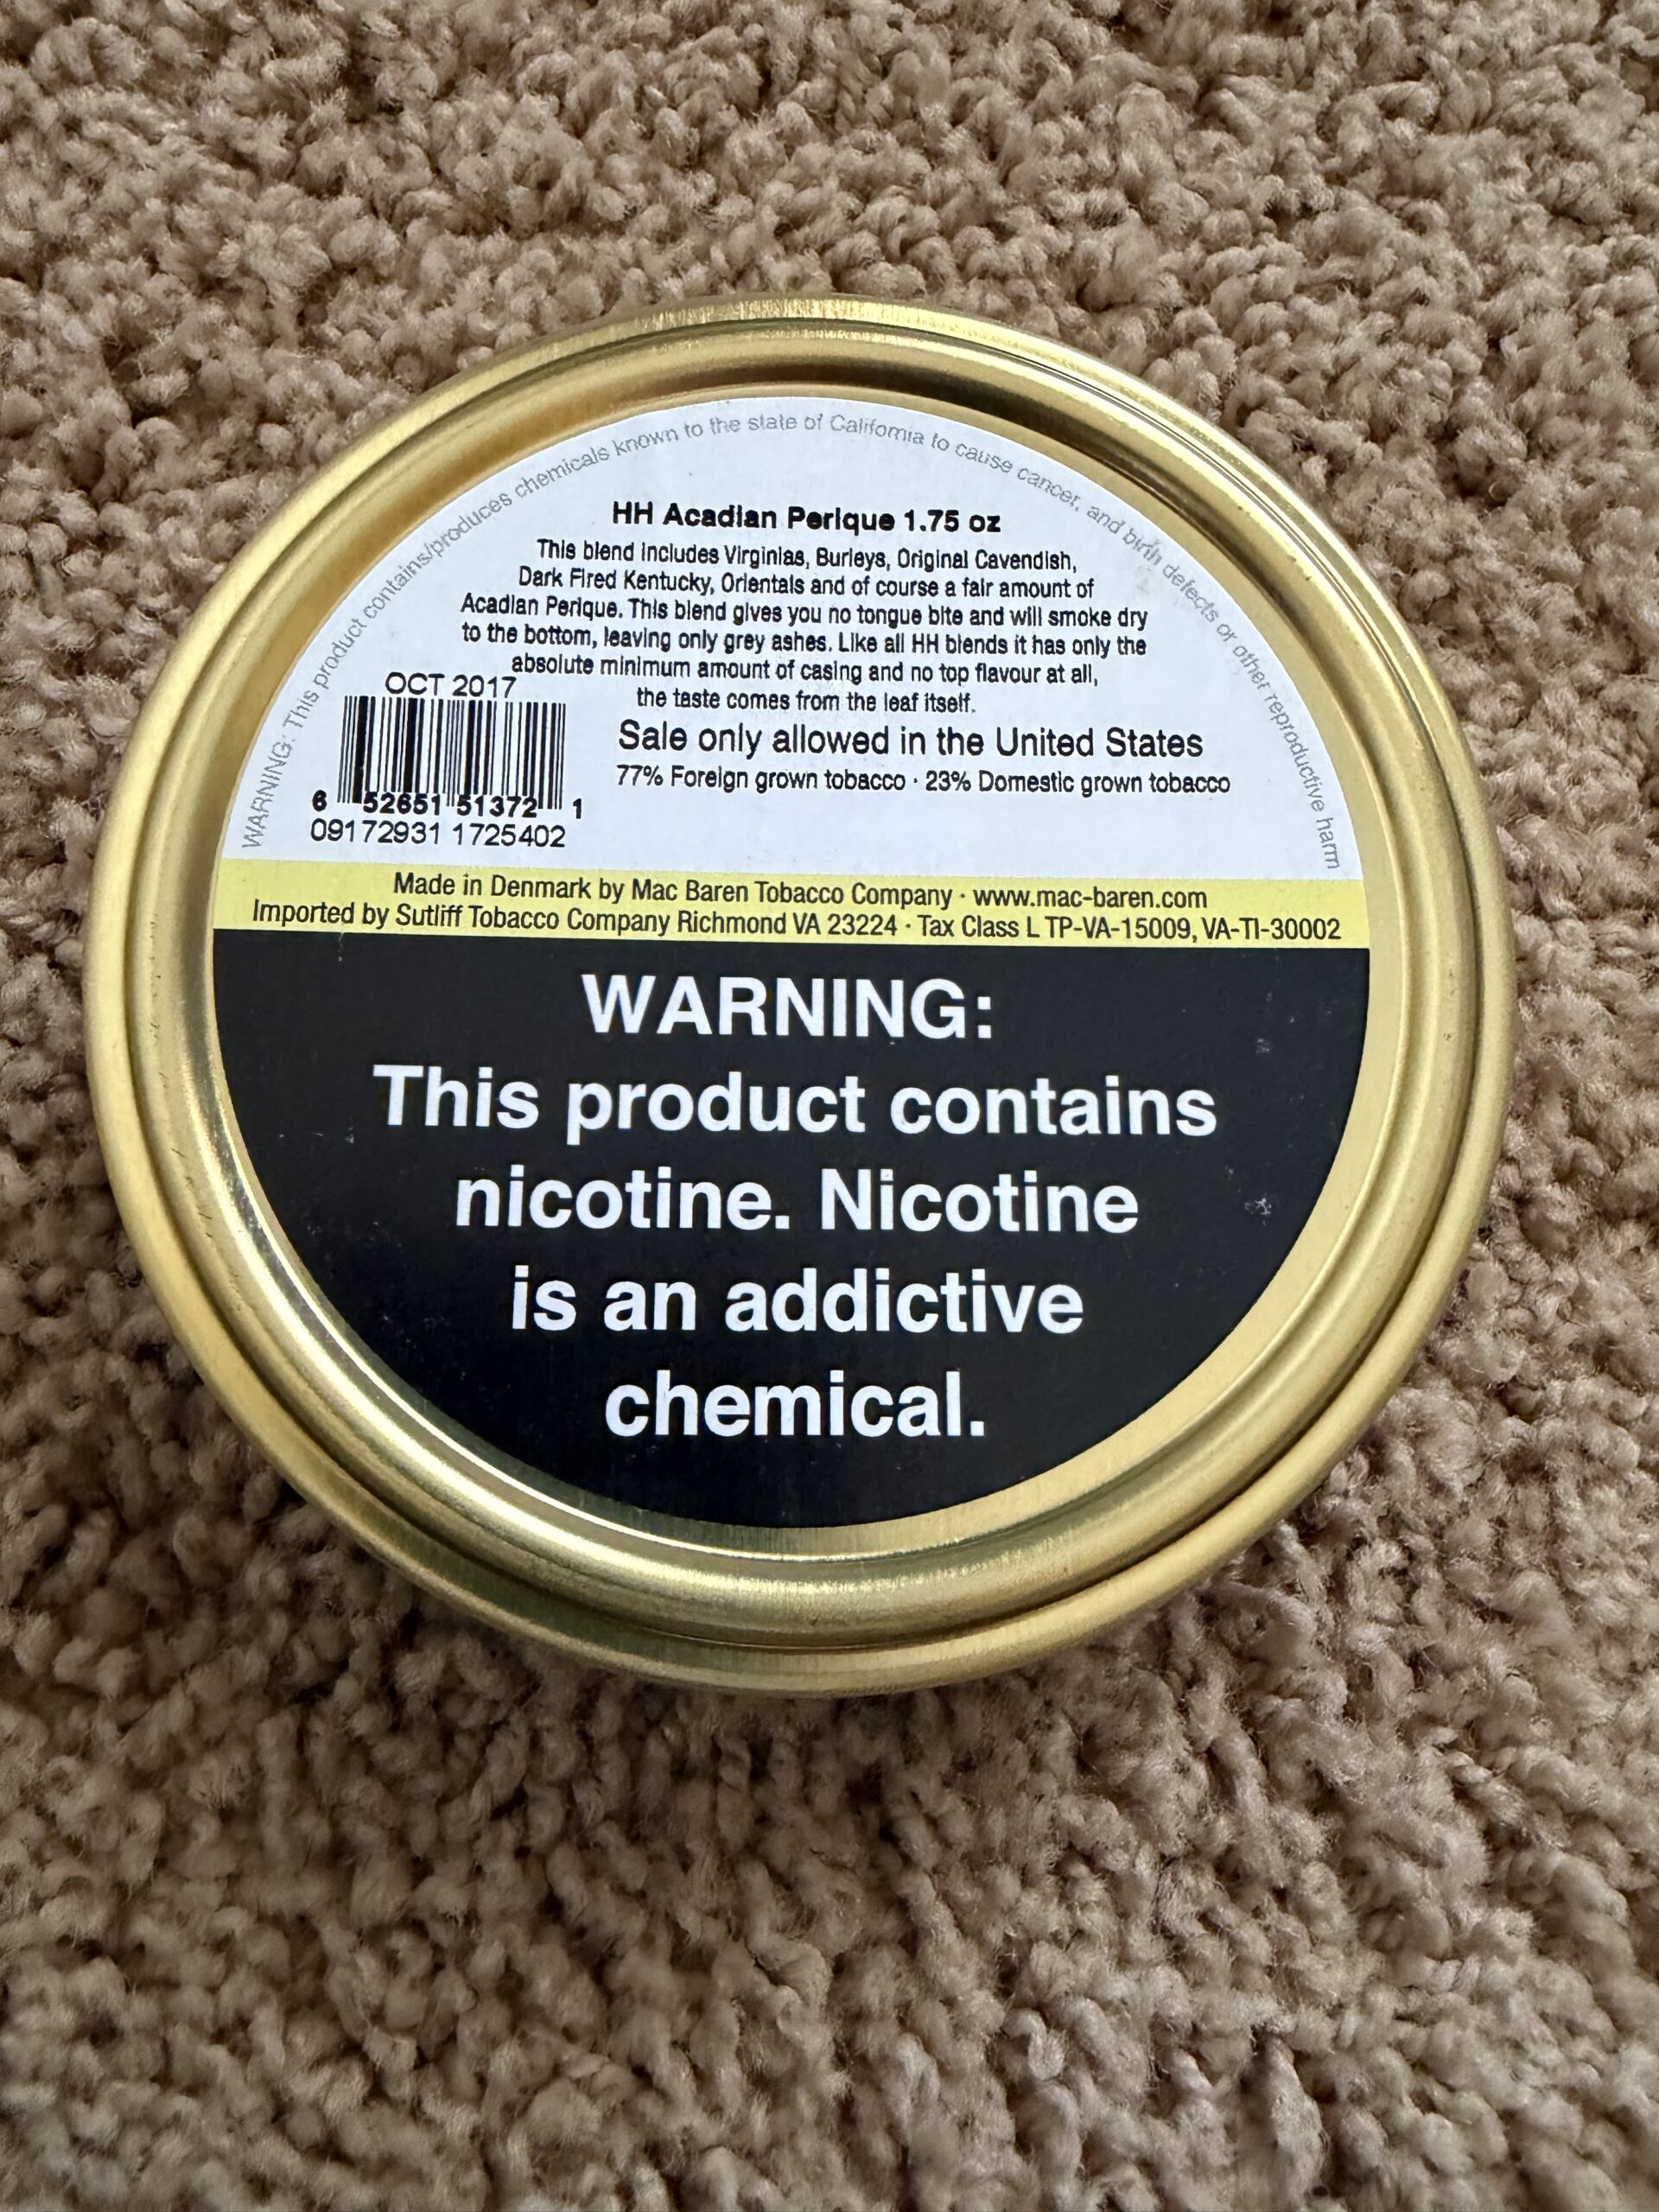 WARNING: This product contains/produces chemicals known to the state of California to cause cancer, and birth defects or other reproductive harm
HH Acadian Perique 1.75 oz
This blend includes Virginias, Burleys, Original Cavendish,
Dark Fired Kentucky, Orientals and of course a fair amount of
Acadian Perique. This blend gives you no tongue bite and will smoke dry
to the bottom, leaving only grey ashes. Like all HH blends it has only the
absolute minimum amount of casing and no top flavour at all,
the taste comes from the leaf itself.
OCT 2017
6 52651 51372 1
09172931 1725402
Sale only allowed in the United States
77% Foreign grown tobacco · 23% Domestic grown tobacco
Made in Denmark by Mac Baren Tobacco Company · www.mac-baren.com
Imported by Sutliff Tobacco Company Richmond VA 23224 · Tax Class L TP-VA-15009, VA-TI-30002
WARNING:
This product contains
nicotine. Nicotine
is an addictive
chemical.